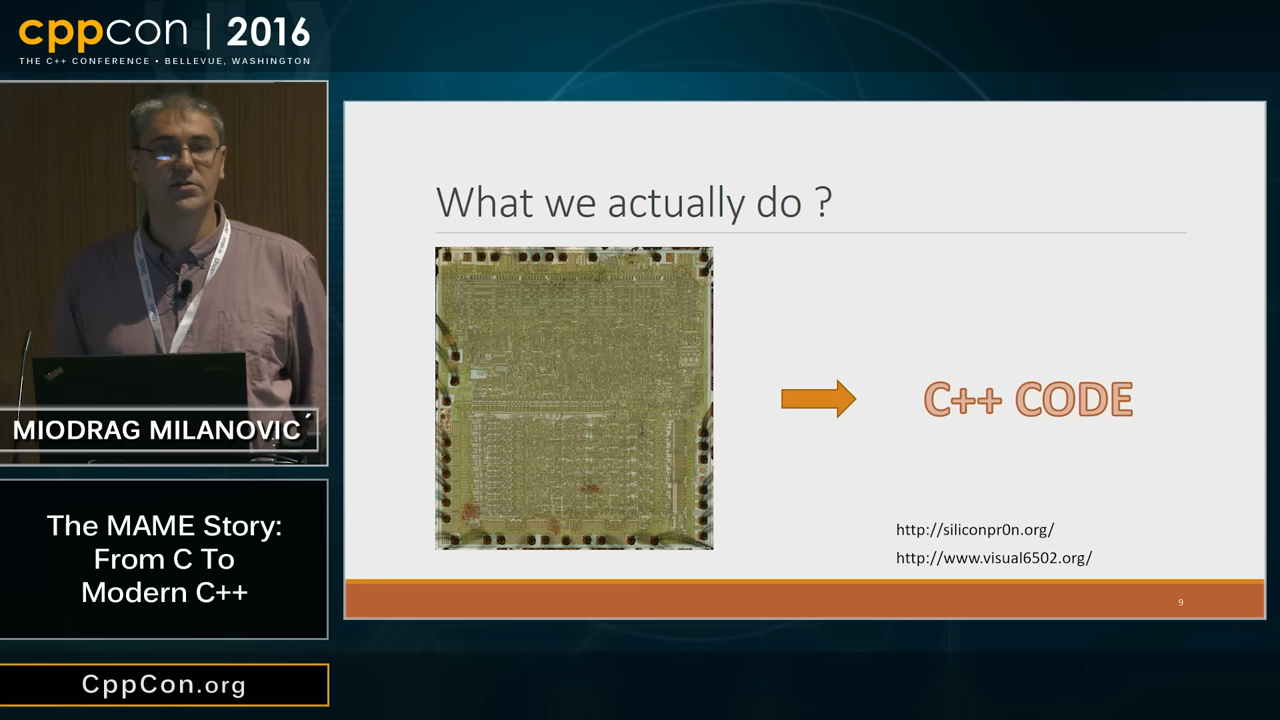 cppcon | 2016
THE C++ CONFERENCE • BELLEVUE, WASHINGTON
MIODRAG MILANOVIC´
The MAME Story:
From C To
Modern C++
CppCon.org
What we actually do ?
C++ CODE
http://siliconpr0n.org/
http://www.visual6502.org/
9